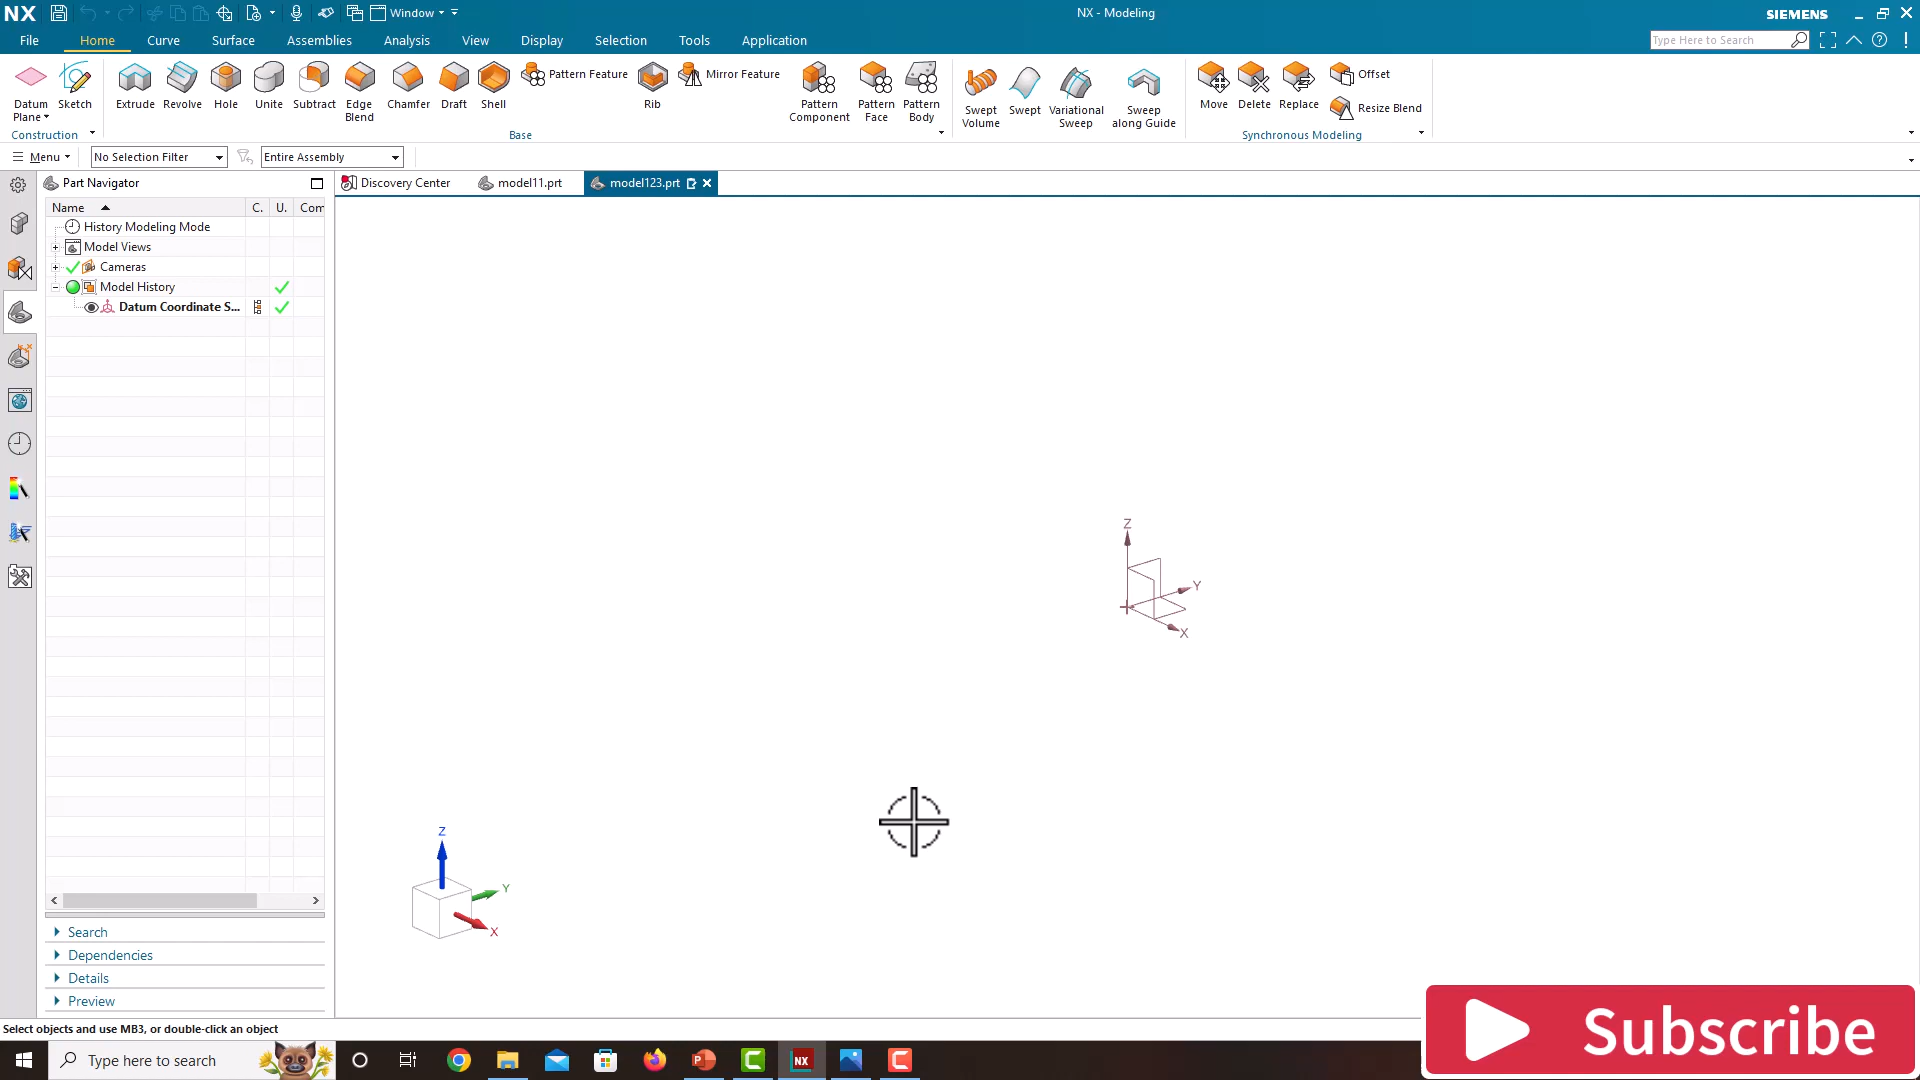 NX
Window
NX - Modeling
SIEMENS
File
Home
Curve
Surface
Assemblies
Analysis
View
Display
Selection
Tools
Application
Type Here to Search
Datum Plane
Sketch
Extrude
Revolve
Hole
Unite
Subtract
Edge Blend
Chamfer
Draft
Shell
Pattern Feature
Rib
Mirror Feature
Pattern Component
Pattern Face
Pattern Body
Swept Volume
Swept
Variational Sweep
Sweep along Guide
Move
Delete
Replace
Offset
Resize Blend
Construction
Base
Synchronous Modeling
Menu
No Selection Filter
Entire Assembly
Part Navigator
Discovery Center
model11.prt
model123.prt
Name
C.
U.
Com
History Modeling Mode
Model Views
Cameras
Model History
Datum Coordinate S...
Z
Y
X
Z
Y
X
Search
Dependencies
Details
Preview
Select objects and use MB3, or double-click an object
Subscribe
Type here to search
NX